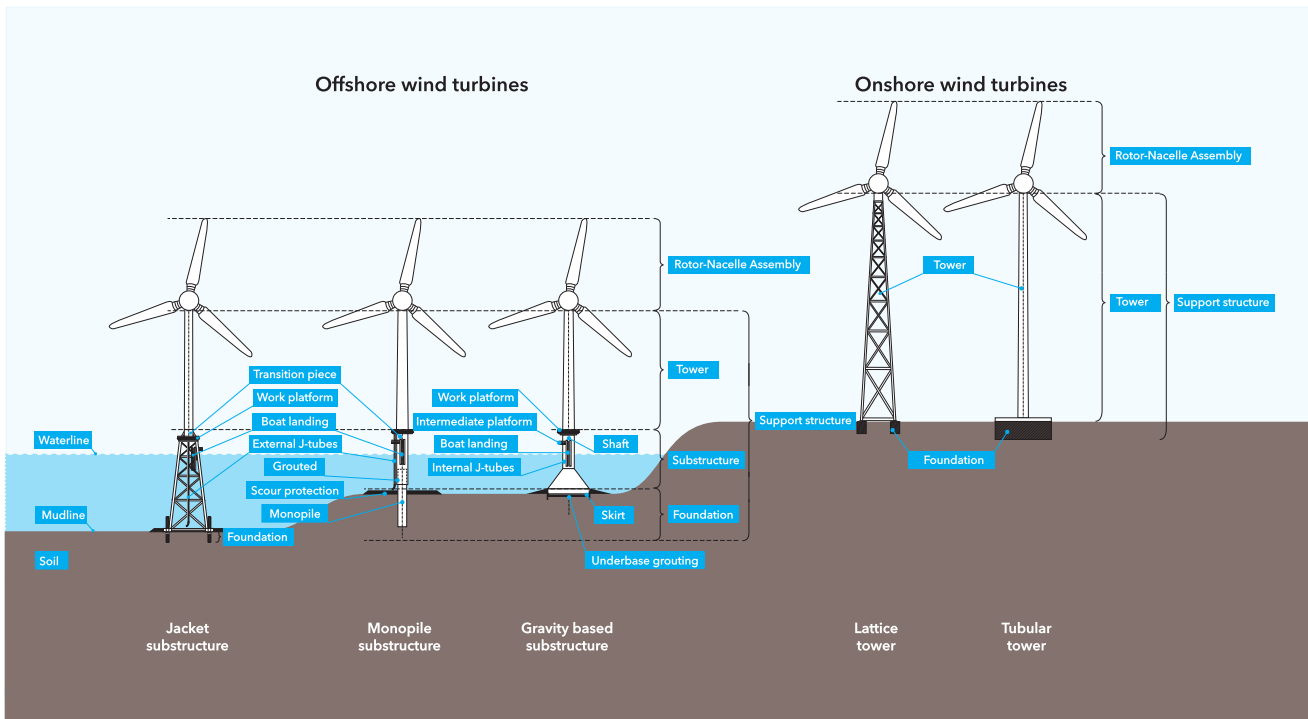 Offshore wind turbines
Onshore wind turbines
Rotor-Nacelle Assembly
Rotor-Nacelle Assembly
Tower
Tower
Support structure
Transition piece
Work platform
Boat landing
External J-tubes
Grouted
Scour protection
Monopile
Foundation
Work platform
Intermediate platform
Boat landing
Internal J-tubes
Shaft
Skirt
Underbase grouting
Tower
Support structure
Substructure
Foundation
Foundation
Waterline
Mudline
Soil
Jacket
substructure
Monopile
substructure
Gravity based
substructure
Lattice
tower
Tubular
tower